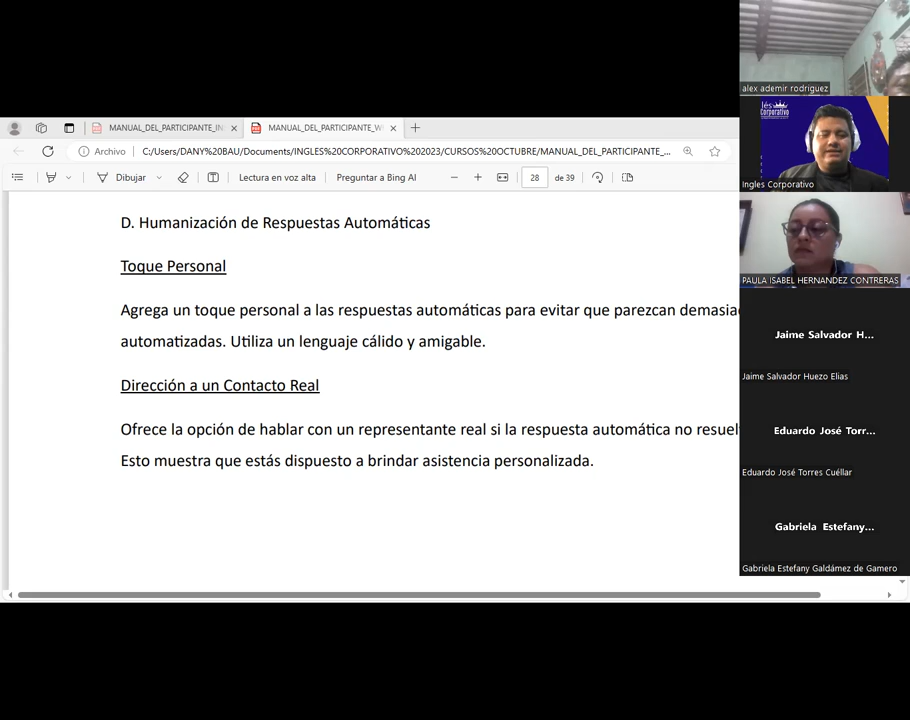 alex ademir rodriguez
MANUAL_DEL_PARTICIPANTE_IN
MANUAL_DEL_PARTICIPANTE_W
Archivo
C:/Users/DANY%20BAU/Documents/INGLES%20CORPORATIVO%202023/CURSOS%20OCTUBRE/MANUAL_DEL_PARTICIPANTE_...
Dibujar
Lectura en voz alta
Preguntar a Bing AI
28
de 39
D. Humanización de Respuestas Automáticas
Toque Personal
Agrega un toque personal a las respuestas automáticas para evitar que parezcan demasiad
automatizadas. Utiliza un lenguaje cálido y amigable.
Dirección a un Contacto Real
Ofrece la opción de hablar con un representante real si la respuesta automática no resuel
Esto muestra que estás dispuesto a brindar asistencia personalizada.
Corporativo
Ingles Corporativo
PAULA ISABEL HERNANDEZ CONTRERAS
Jaime Salvador H...
Jaime Salvador Huezo Elias
Eduardo José Torr...
Eduardo José Torres Cuéllar
Gabriela Estefany...
Gabriela Estefany Galdámez de Gamero